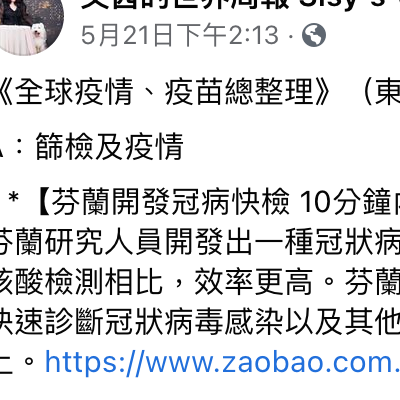 5月21日下午2:13 ·
《全球疫情、疫苗總整理》（東
：篩檢及疫情
*【芬蘭開發冠病快檢 10分鐘內
芬蘭研究人員開發出一種冠狀病
核酸檢測相比，效率更高。芬蘭
快速診斷冠狀病毒感染以及其他
上。https://www.zaobao.com.